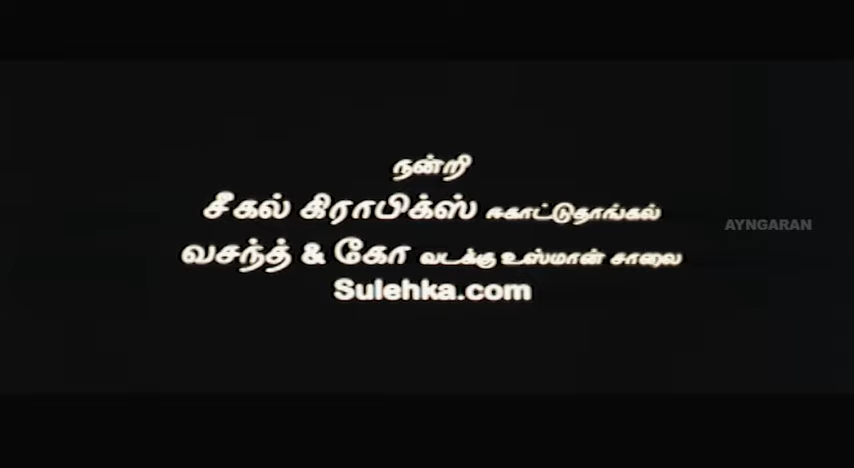 நன்றி
சீகல் கிராபிக்ஸ் ஈகாட்டுதாங்கல்
வசந்த் & கோ வடக்கு உஸ்மான் சாலை
Sulehka.com
AYNGARAN